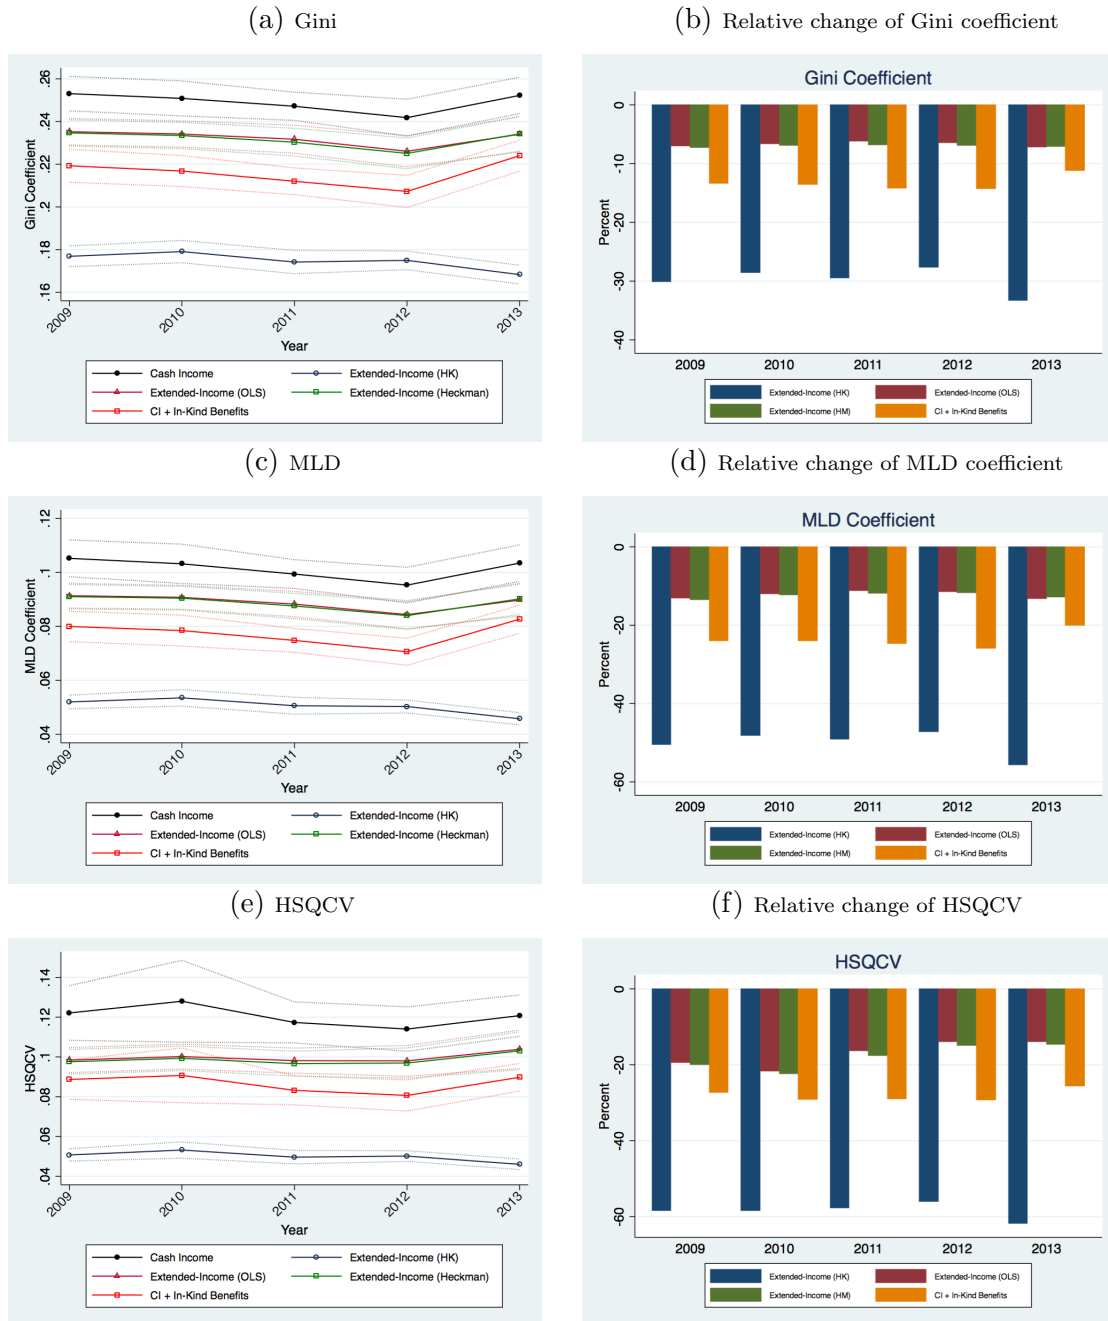 (a) Gini
(b) Relative change of Gini coefficient
Gini Coefficient
.26
.24
.22
.2
.18
.16
2009
2010
2011
2012
2013
Year
Cash Income
Extended-Income (HK)
Extended-Income (OLS)
Extended-Income (Heckman)
CI + In-Kind Benefits
Gini Coefficient
Percent
0
-10
-20
-30
-40
2009
2010
2011
2012
2013
Extended-Income (HK)
Extended-Income (OLS)
Extended-Income (HM)
CI + In-Kind Benefits
(c) MLD
(d) Relative change of MLD coefficient
MLD Coefficient
.12
.1
.08
.06
.04
2009
2010
2011
2012
2013
Year
Cash Income
Extended-Income (HK)
Extended-Income (OLS)
Extended-Income (Heckman)
CI + In-Kind Benefits
MLD Coefficient
Percent
0
-20
-40
-60
2009
2010
2011
2012
2013
Extended-Income (HK)
Extended-Income (OLS)
Extended-Income (HM)
CI + In-Kind Benefits
(e) HSQCV
(f) Relative change of HSQCV
HSQCV
.14
.12
.1
.08
.06
.04
2009
2010
2011
2012
2013
Year
Cash Income
Extended-Income (HK)
Extended-Income (OLS)
Extended-Income (Heckman)
CI + In-Kind Benefits
HSQCV
Percent
0
-20
-40
-60
2009
2010
2011
2012
2013
Extended-Income (HK)
Extended-Income (OLS)
Extended-Income (HM)
CI + In-Kind Benefits